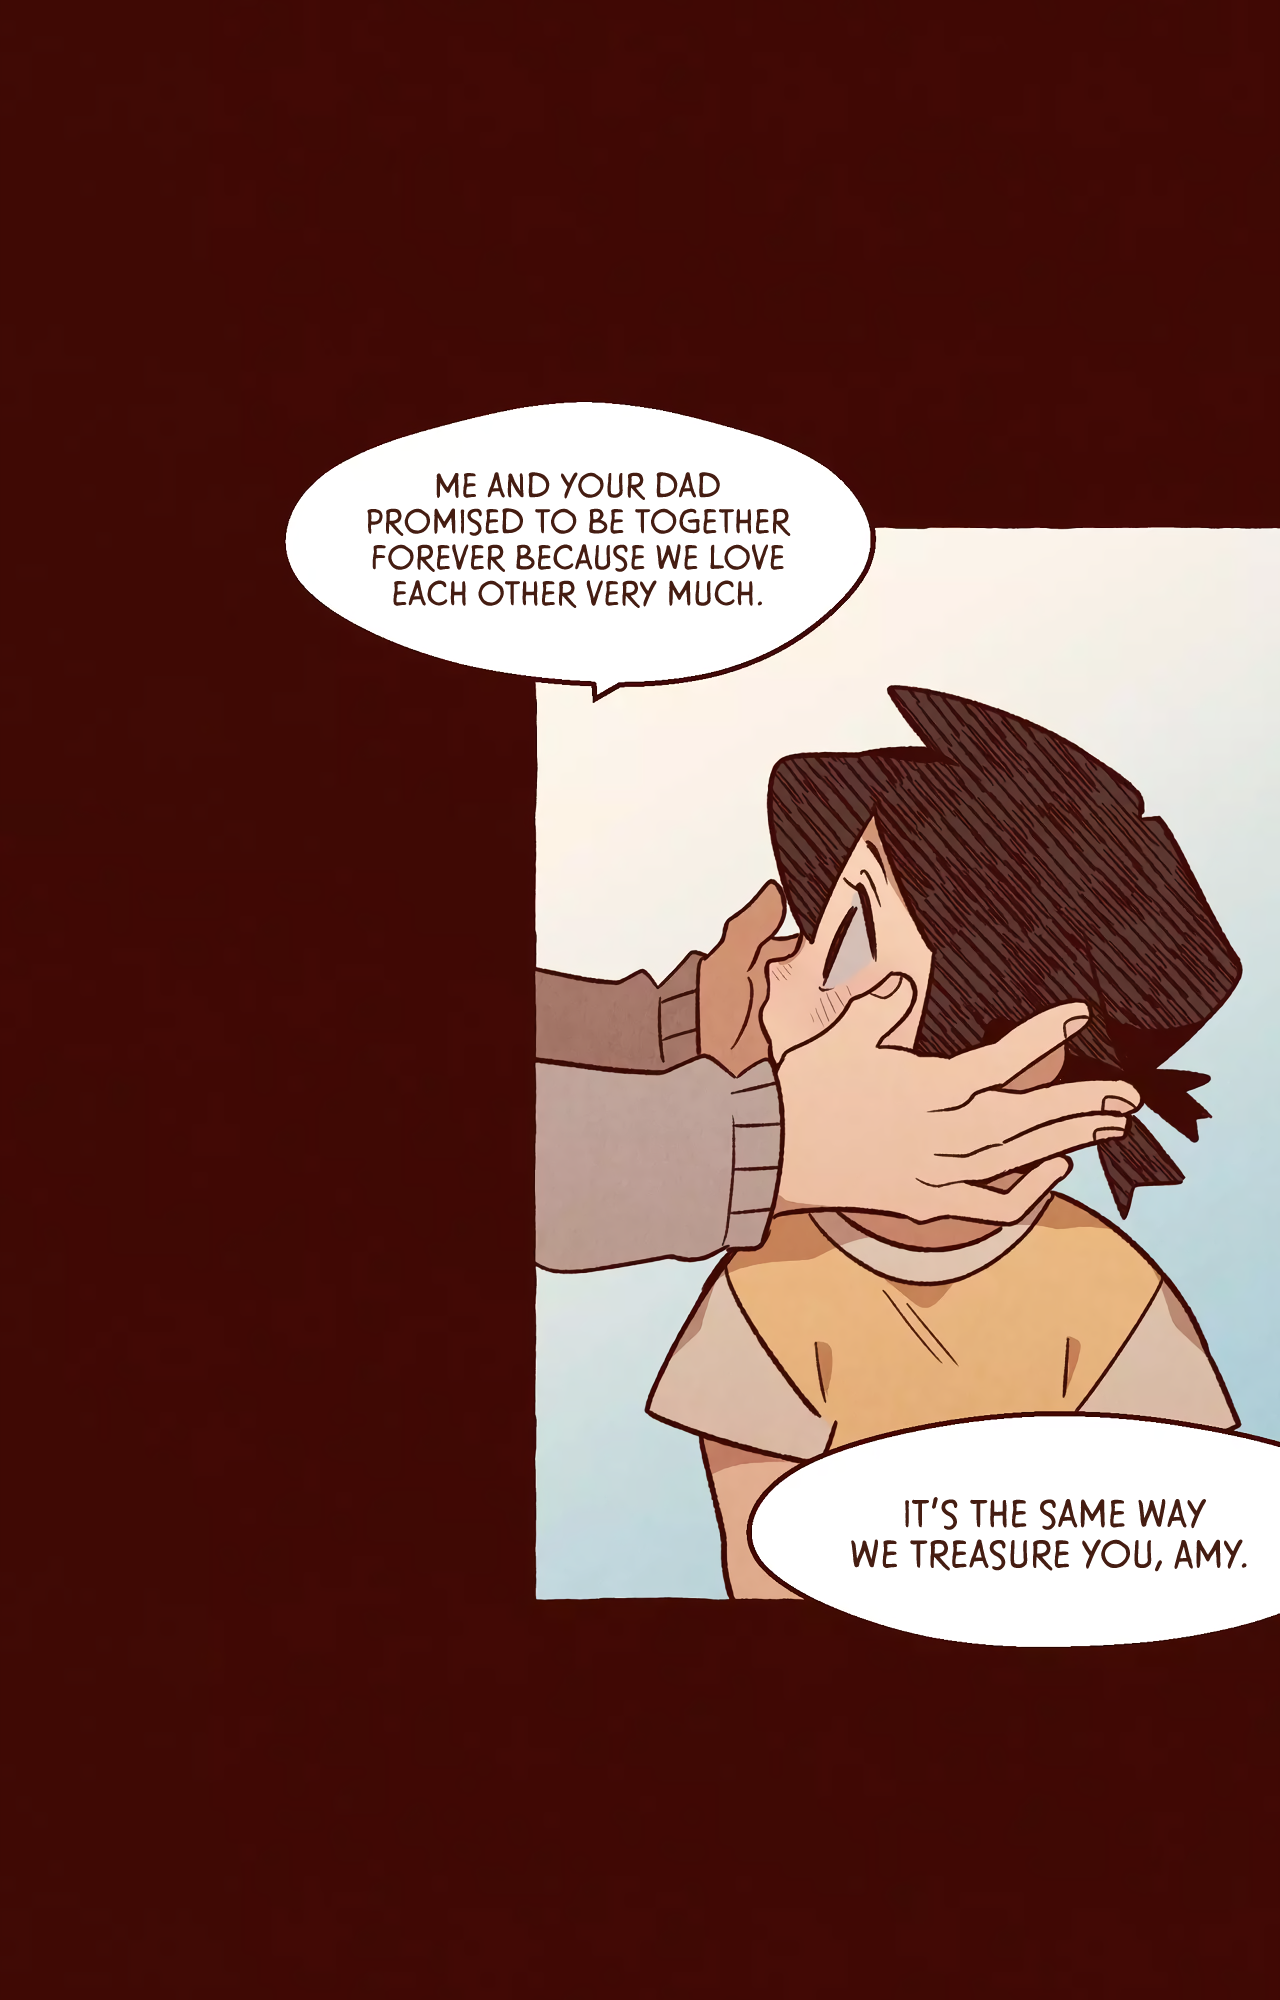 ME AND YOUR DAD
PROMISED TO BE TOGETHER
FOREVER BECAUSE WE LOVE
EACH OTHER VERY MUCH.
IT'S THE SAME WAY
WE TREASURE YOU, AMY.